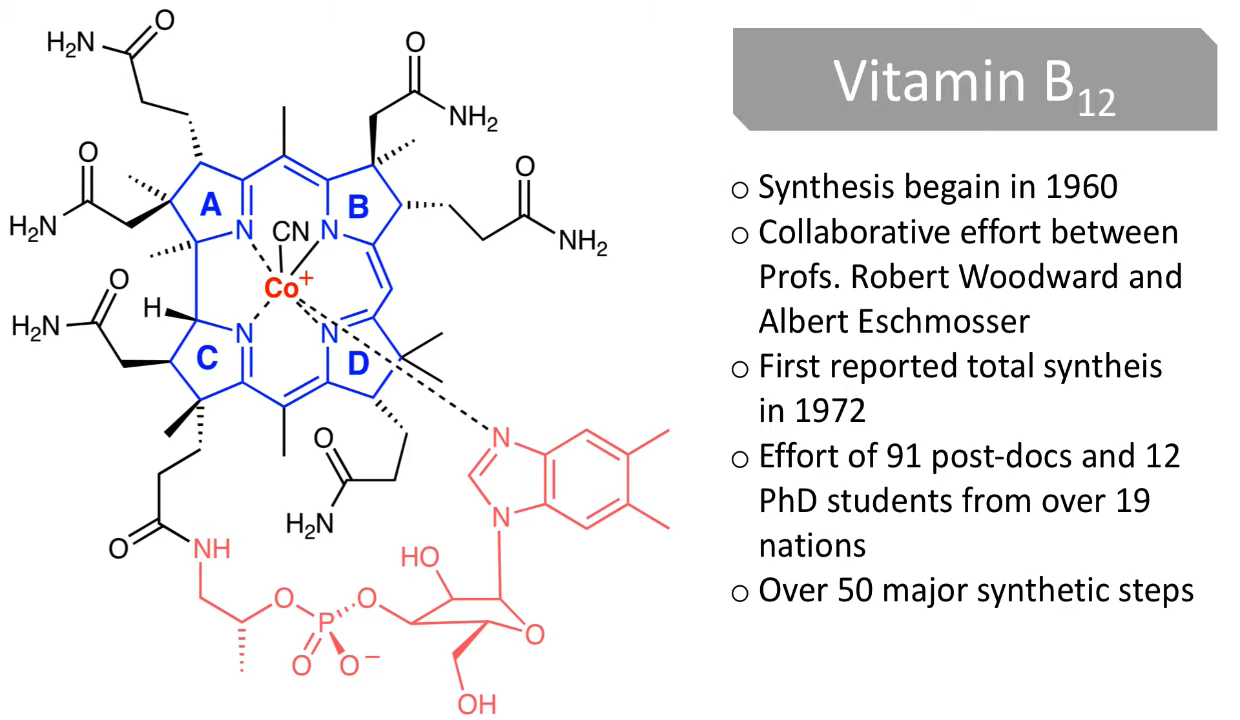 H₂N
O
O
NH₂
O
H₂N
A
B
O
NH₂
N
CN
N
Co+
O
H₂N
H
N
N
C
D
O
H₂N
N
N
O
NH
HO
O
P
O
O
O
O−
OH
Vitamin B₁₂
○ Synthesis begain in 1960
○ Collaborative effort between
Profs. Robert Woodward and
Albert Eschmosser
○ First reported total syntheis
in 1972
○ Effort of 91 post-docs and 12
PhD students from over 19
nations
○ Over 50 major synthetic steps